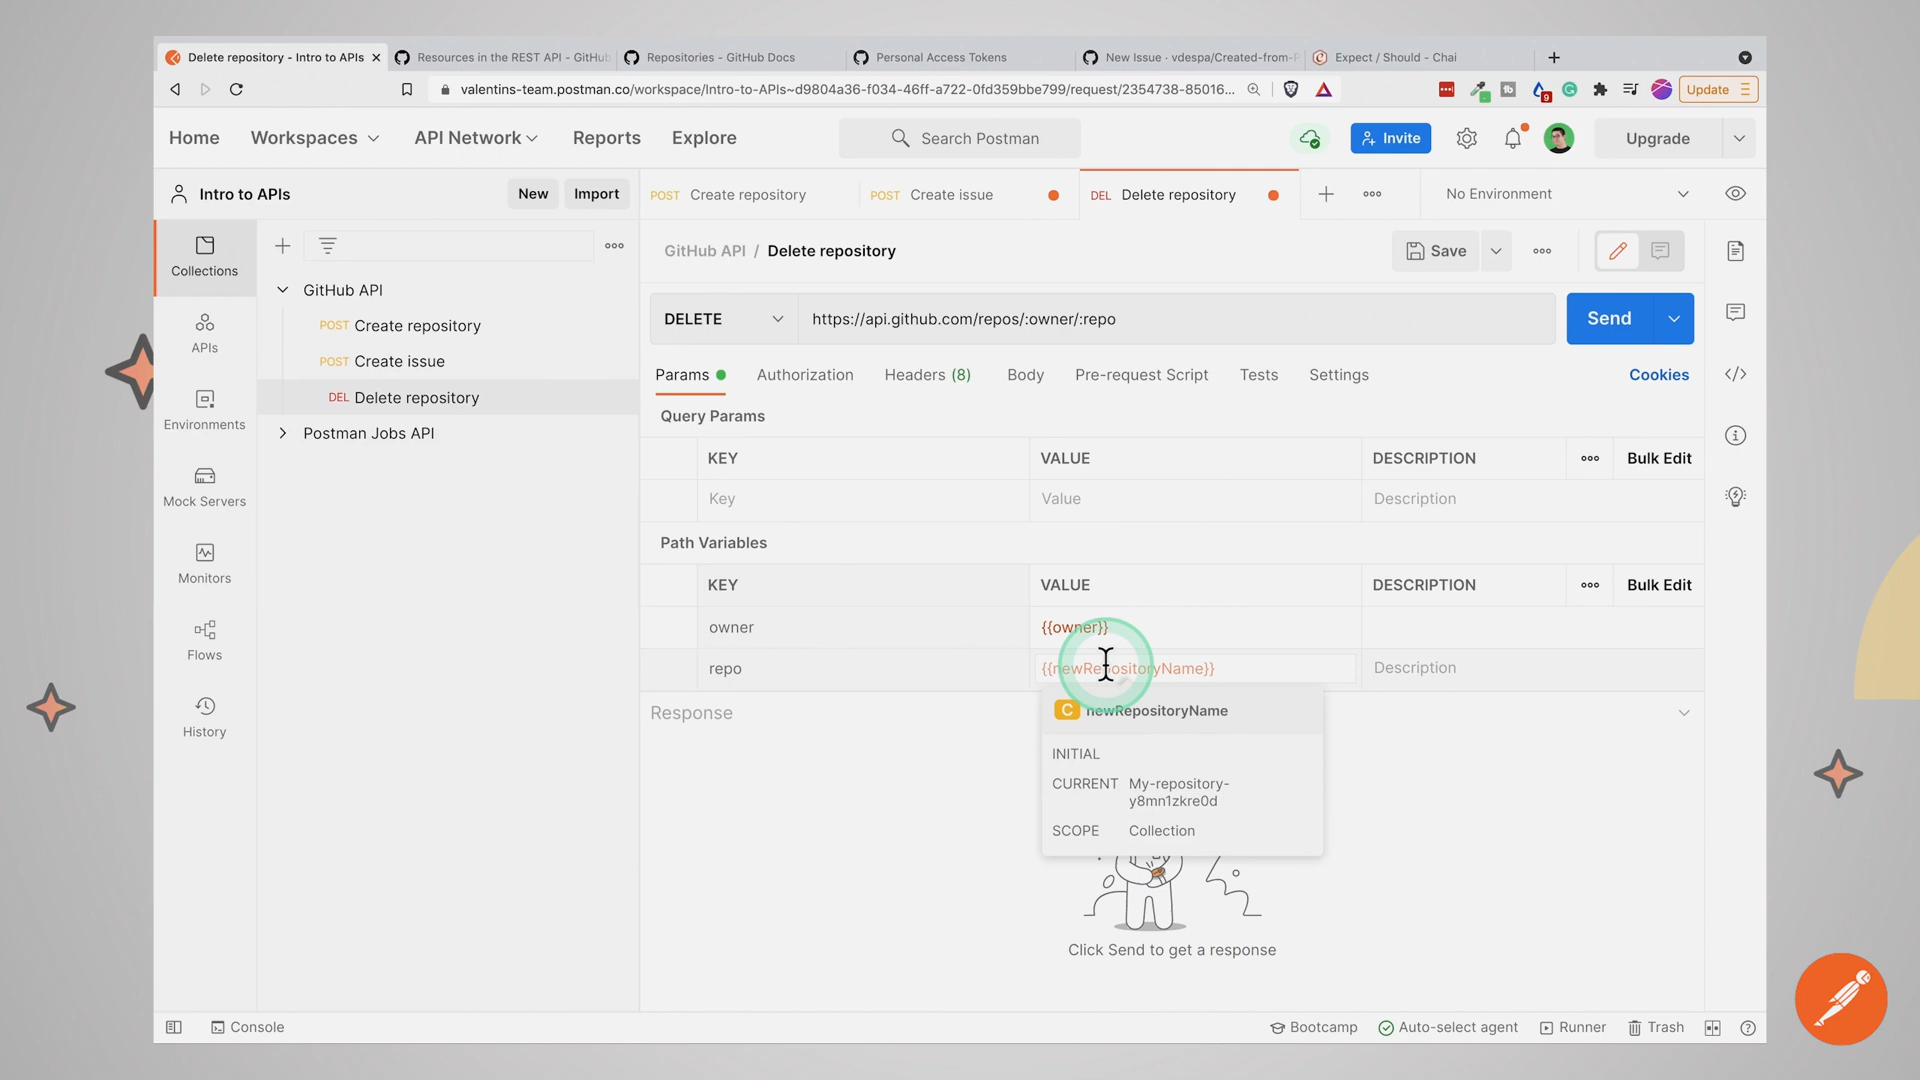 Delete repository - Intro to APIs
Resources in the REST API - GitHub
Repositories - GitHub Docs
Personal Access Tokens
New Issue · vdespa/Created-from-P
Expect / Should - Chai
valentins-team.postman.co/workspace/Intro-to-APIs~d9804a36-f034-46ff-a722-0fd359bbe799/request/2354738-85016...
9
Update
Home
Workspaces
API Network
Reports
Explore
Search Postman
Invite
Upgrade
Intro to APIs
New
Import
POST Create repository
POST Create issue
DEL Delete repository
No Environment
Collections
GitHub API / Delete repository
Save
GitHub API
POST Create repository
POST Create issue
DEL Delete repository
Postman Jobs API
APIs
Environments
Mock Servers
Monitors
Flows
History
DELETE
https://api.github.com/repos/:owner/:repo
Send
Params
Authorization
Headers (8)
Body
Pre-request Script
Tests
Settings
Cookies
Query Params
KEY
VALUE
DESCRIPTION
Bulk Edit
Key
Value
Description
Path Variables
KEY
VALUE
DESCRIPTION
Bulk Edit
owner
{{owner}}
repo
{{newRepositoryName}}
Description
Response
C newRepositoryName
INITIAL
CURRENT My-repository-
y8mn1zkre0d
SCOPE Collection
Click Send to get a response
Console
Bootcamp
Auto-select agent
Runner
Trash